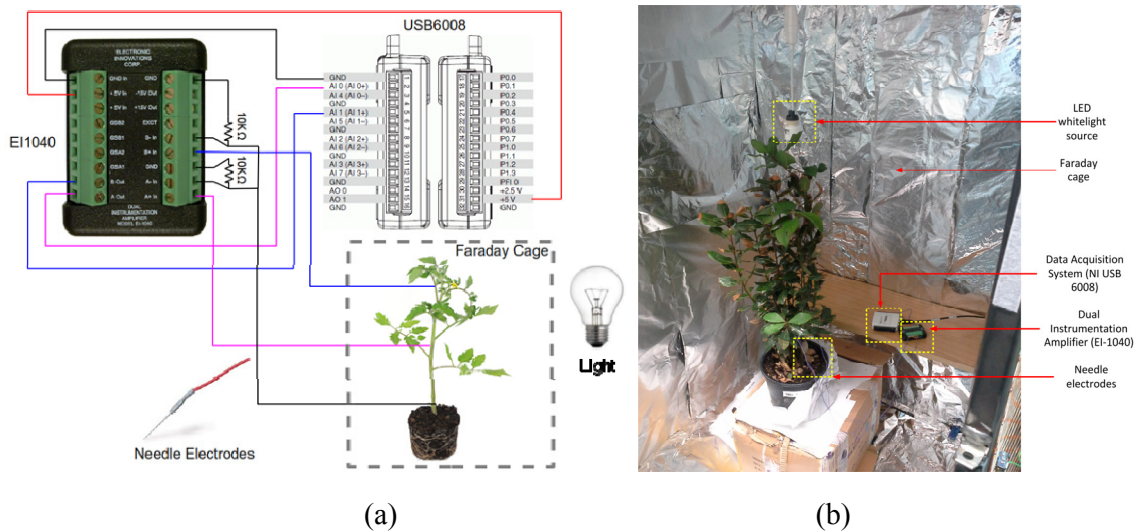 USB6008
EI1040
ELECTRONIC
INNOVATIONS
CORP.
GND In
+5V In
+5V In
GSB2
GSB1
GSA2
GSA1
B Out
A Out
GND
-15V Out
+15V Out
B- In
B+ In
GND
A- In
A+ In
DUAL
INSTRUMENTATION
AMPLIFIER
MODEL EI-1040
10KΩ
10KΩ
GND
AI 0 (AI 0+)
AI 4 (AI 0–)
GND
AI 1 (AI 1+)
AI 5 (AI 1–)
GND
AI 2 (AI 2+)
AI 6 (AI 2–)
GND
AI 3 (AI 3+)
AI 7 (AI 3–)
GND
AO 0
AO 1
GND
P0.0
P0.1
P0.2
P0.3
P0.4
P0.5
P0.6
P0.7
P1.0
P1.1
P1.2
P1.3
PFI 0
+2.5 V
+5 V
GND
Faraday Cage
Light
Needle Electrodes
(a)
LED
whitelight
source
Faraday
cage
Data Acquisition
System (NI USB
6008)
Dual
Instrumentation
Amplifier (EI-1040)
Needle
electrodes
(b)